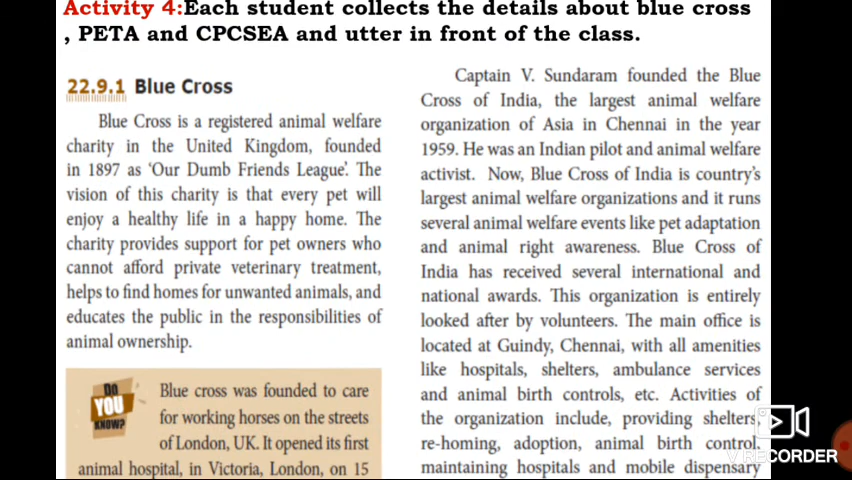 Activity 4:Each student collects the details about blue cross
, PETA and CPCSEA and utter in front of the class.
22.9.1 Blue Cross
Blue Cross is a registered animal welfare
charity in the United Kingdom, founded
in 1897 as ‘Our Dumb Friends League’. The
vision of this charity is that every pet will
enjoy a healthy life in a happy home. The
charity provides support for pet owners who
cannot afford private veterinary treatment,
helps to find homes for unwanted animals, and
educates the public in the responsibilities of
animal ownership.
DO
YOU
KNOW?
Blue cross was founded to care
for working horses on the streets
of London, UK. It opened its first
animal hospital, in Victoria, London, on 15
Captain V. Sundaram founded the Blue
Cross of India, the largest animal welfare
organization of Asia in Chennai in the year
1959. He was an Indian pilot and animal welfare
activist. Now, Blue Cross of India is country’s
largest animal welfare organizations and it runs
several animal welfare events like pet adaptation
and animal right awareness. Blue Cross of
India has received several international and
national awards. This organization is entirely
looked after by volunteers. The main office is
located at Guindy, Chennai, with all amenities
like hospitals, shelters, ambulance services
and animal birth controls, etc. Activities of
the organization include, providing shelters,
re-homing, adoption, animal birth control,
maintaining hospitals and mobile dispensary
V RECORDER